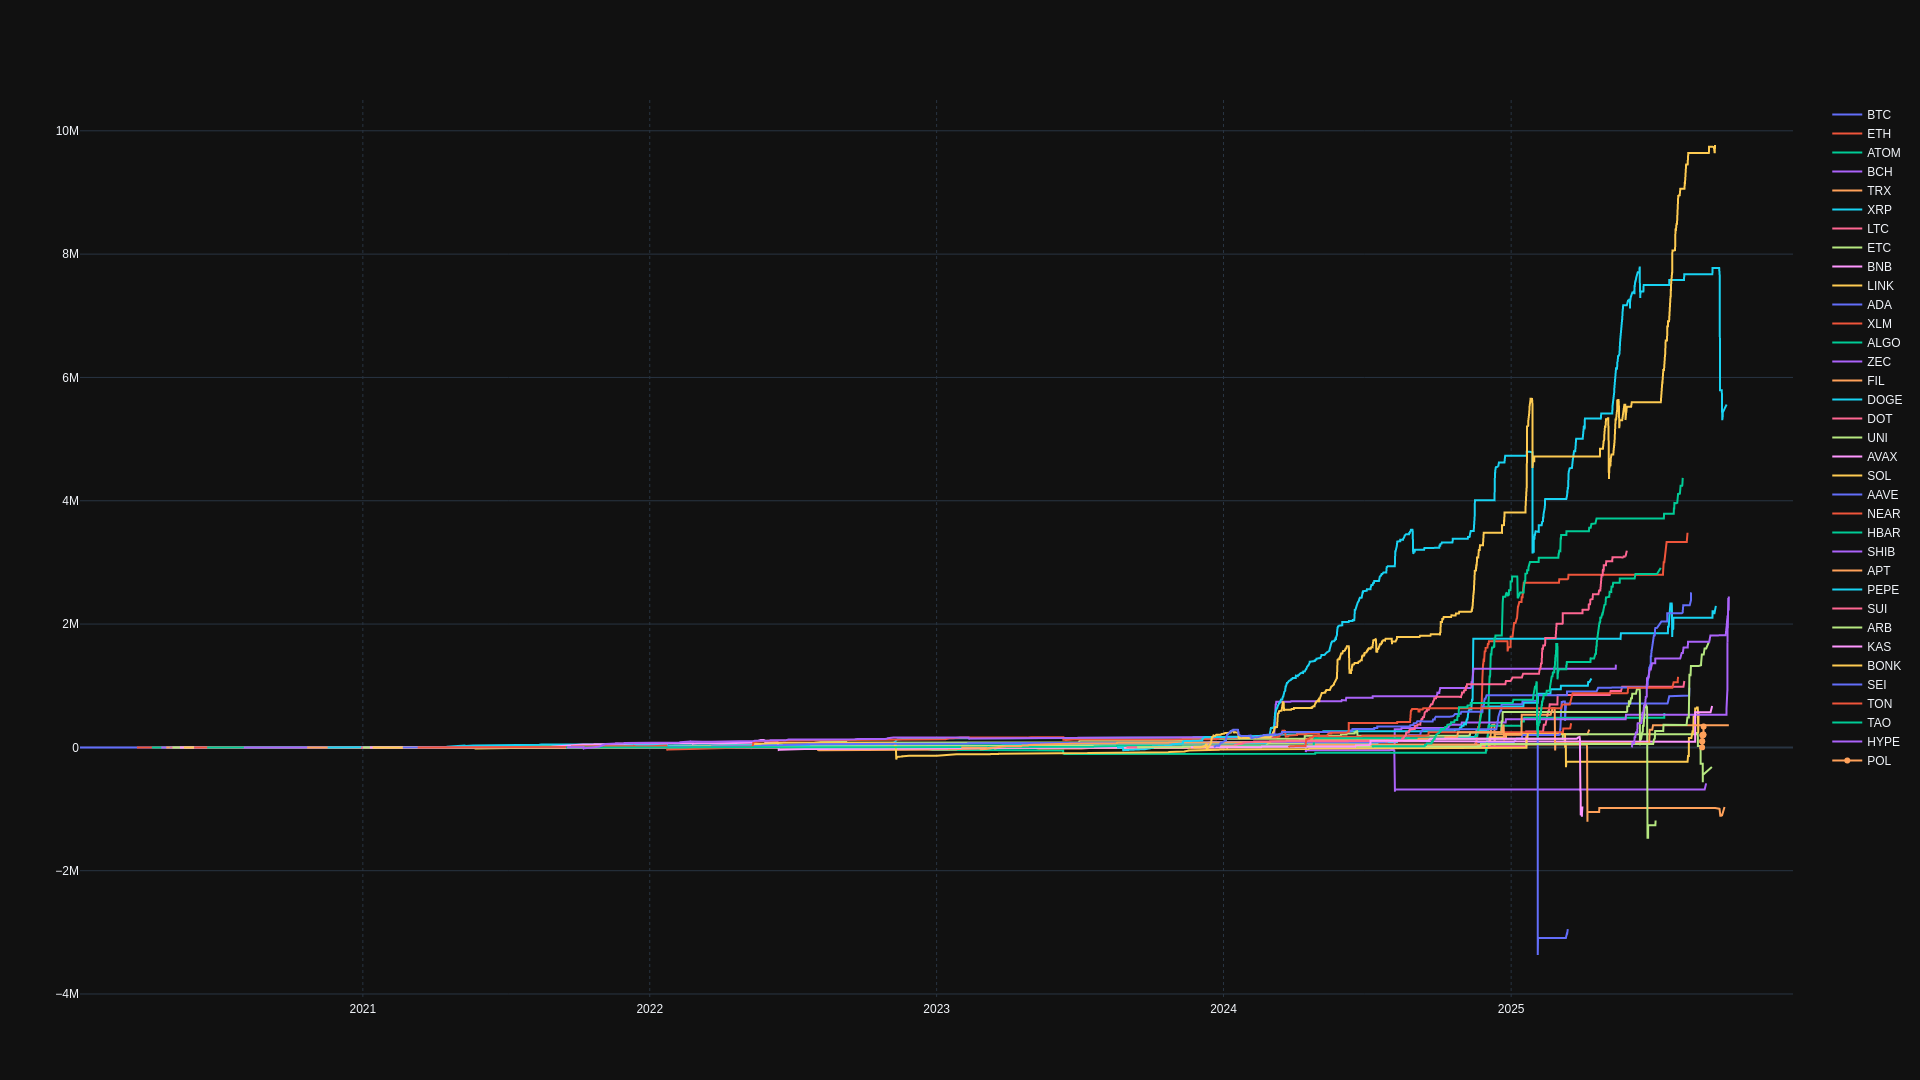 10M
8M
6M
4M
2M
0
−2M
−4M
2021
2022
2023
2024
2025
BTC
ETH
ATOM
BCH
TRX
XRP
LTC
ETC
BNB
LINK
ADA
XLM
ALGO
ZEC
FIL
DOGE
DOT
UNI
AVAX
SOL
AAVE
NEAR
HBAR
SHIB
APT
PEPE
SUI
ARB
KAS
BONK
SEI
TON
TAO
HYPE
POL